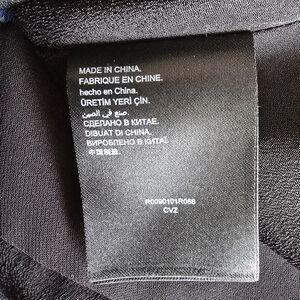 MADE IN CHINA.
FABRIQUE EN CHINE.
hecho en China.
ÜRETİM YERİ ÇİN.
صنع في الصين.
СДЕЛАНО В КИТАЕ.
DIBUAT DI CHINA.
ВИРОБЛЕНО В КИТАЇ
中国制造.
R0090101R068
CVZ